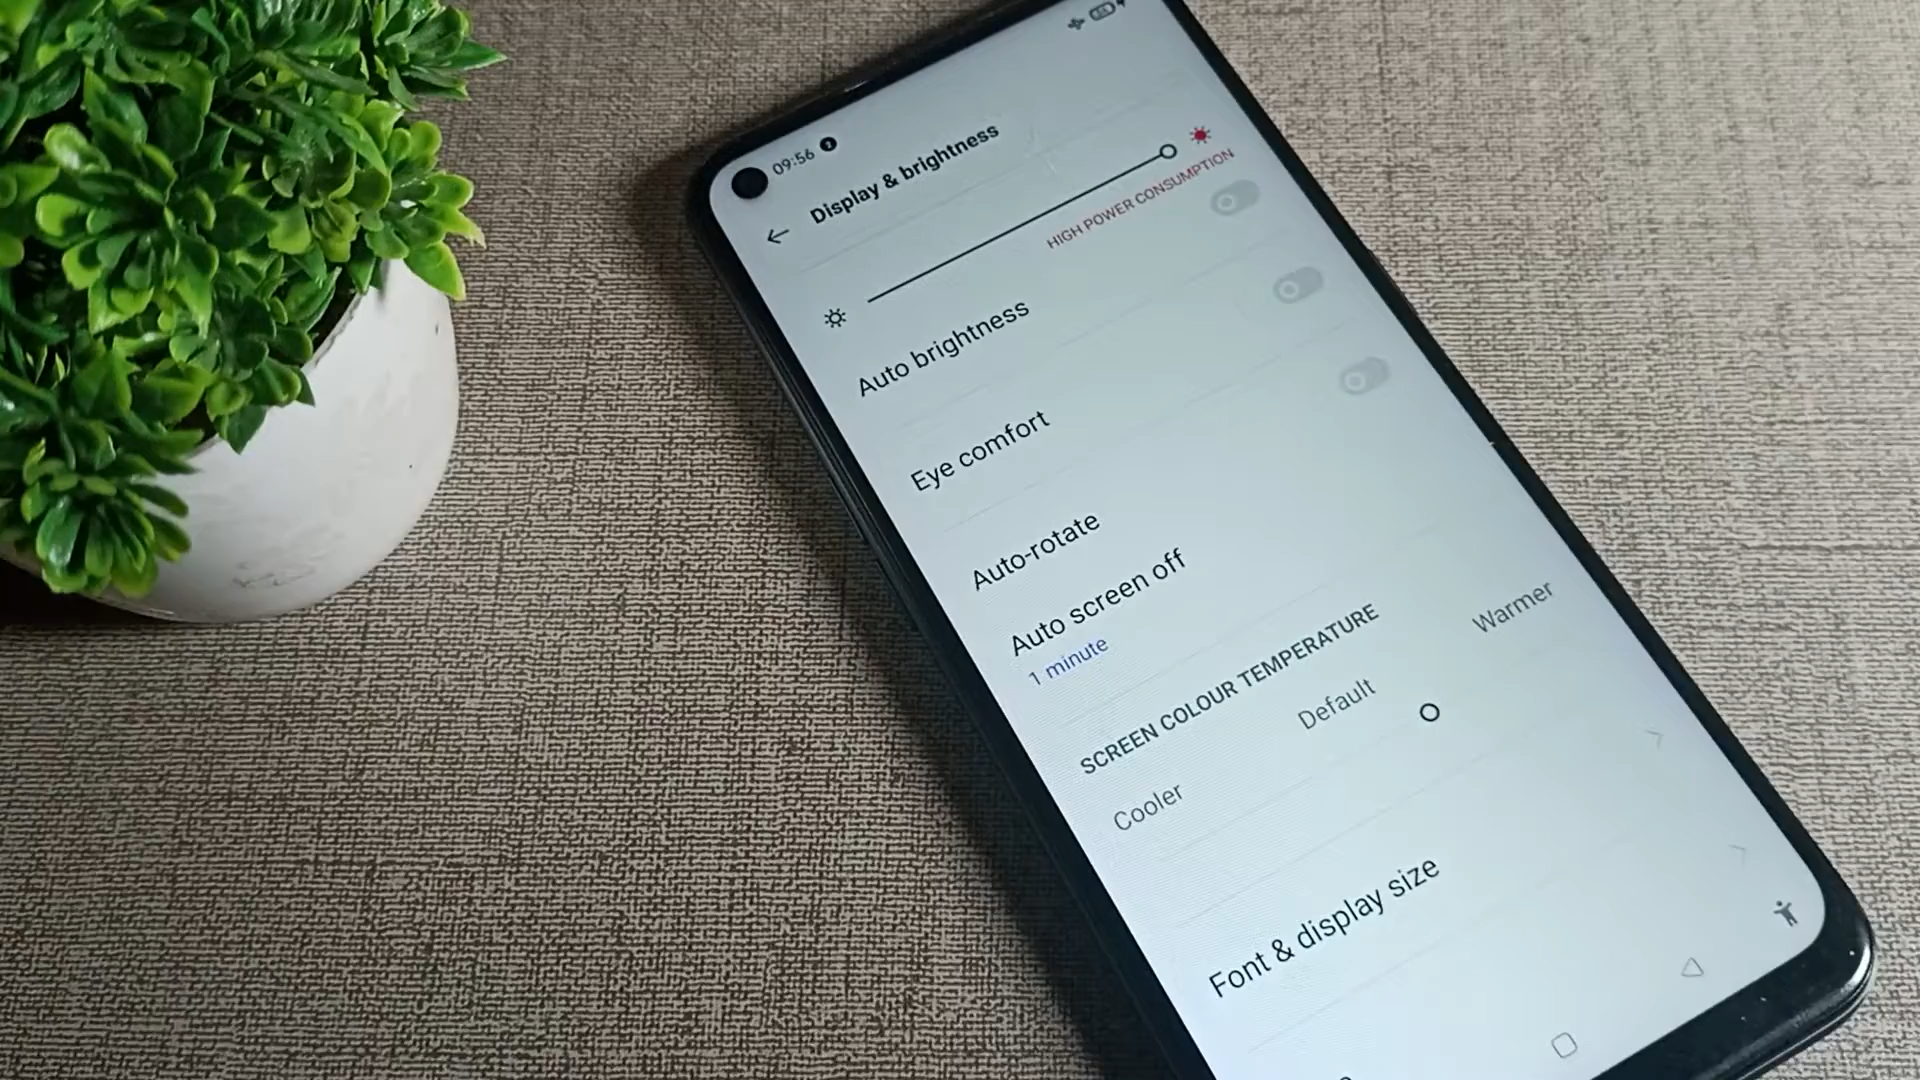 09:56
Display & brightness
HIGH POWER CONSUMPTION
Auto brightness
Eye comfort
Auto-rotate
Auto screen off
1 minute
SCREEN COLOUR TEMPERATURE
Cooler
Default
Warmer
Font & display size